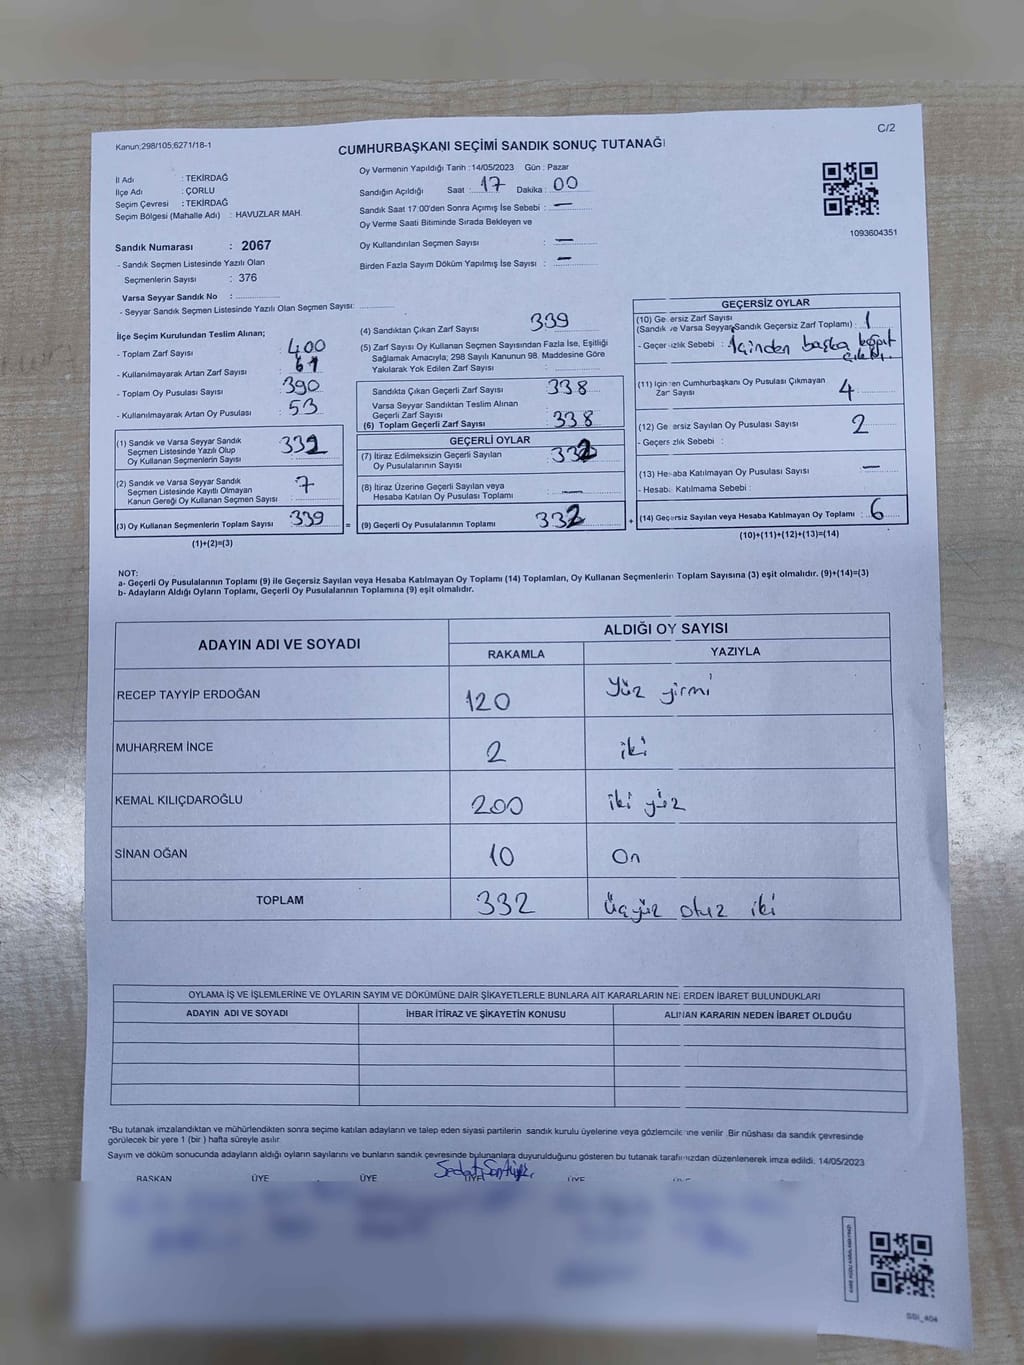 Kanun:298/105;6271/18-1
C/2
CUMHURBAŞKANI SEÇİMİ SANDIK SONUÇ TUTANAĞI
İl Adı : TEKİRDAĞ
İlçe Adı : ÇORLU
Seçim Çevresi : TEKİRDAĞ
Seçim Bölgesi (Mahalle Adı) : HAVUZLAR MAH.
Sandık Numarası : 2067
- Sandık Seçmen Listesinde Yazılı Olan
Seçmenlerin Sayısı : 376
Varsa Seyyar Sandık No :
- Seyyar Sandık Seçmen Listesinde Yazılı Olan Seçmen Sayısı:
Oy Vermenin Yapıldığı Tarih :14/05/2023 Gün : Pazar
Sandığın Açıldığı Saat : 17 Dakika : 00
Sandık Saat 17:00'den Sonra Açımış İse Sebebi : —
Oy Verme Saati Bitiminde Sırada Bekleyen ve
Oy Kullandırılan Seçmen Sayısı : —
Birden Fazla Sayım Döküm Yapılmış İse Sayısı : —
1093604351
İlçe Seçim Kurulundan Teslim Alınan;
- Toplam Zarf Sayısı : 400
- Kullanılmayarak Artan Zarf Sayısı : 61
- Toplam Oy Pusulası Sayısı : 390
- Kullanılmayarak Artan Oy Pusulası : 53
(1) Sandık ve Varsa Seyyar Sandık
Seçmen Listesinde Yazılı Olup
Oy Kullanan Seçmenlerin Sayısı : 332
(2) Sandık ve Varsa Seyyar Sandık
Seçmen Listesinde Kayıtlı Olmayan
Kanun Gereği Oy Kullanan Seçmen Sayısı : 7
(3) Oy Kullanan Seçmenlerin Toplam Sayısı : 339
(1)+(2)=(3)
(4) Sandıktan Çıkan Zarf Sayısı : 339
(5) Zarf Sayısı Oy Kullanan Seçmen Sayısından Fazla İse, Eşitliği
Sağlamak Amacıyla; 298 Sayılı Kanunun 98. Maddesine Göre
Yakılarak Yok Edilen Zarf Sayısı :
Sandıkta Çıkan Geçerli Zarf Sayısı : 338
Varsa Seyyar Sandıktan Teslim Alınan
Geçerli Zarf Sayısı :
(6) Toplam Geçerli Zarf Sayısı : 338
GEÇERLİ OYLAR
(7) İtiraz Edilmeksizin Geçerli Sayılan
Oy Pusulalarının Sayısı : 332
(8) İtiraz Üzerine Geçerli Sayılan veya
Hesaba Katılan Oy Pusulası Toplamı : —
= (9) Geçerli Oy Pusulalarının Toplamı : 332
GEÇERSİZ OYLAR
(10) Geçersiz Zarf Sayısı
(Sandık ve Varsa Seyyar Sandık Geçersiz Zarf Toplamı) : 1
- Geçersizlik Sebebi : İçinden başka kağıt
çıktı.
(11) İçinden Cumhurbaşkanı Oy Pusulası Çıkmayan
Zarf Sayısı : 4
(12) Geçersiz Sayılan Oy Pusulası Sayısı : 2
- Geçersizlik Sebebi :
(13) Hesaba Katılmayan Oy Pusulası Sayısı : —
- Hesaba Katılmama Sebebi :
+ (14) Geçersiz Sayılan veya Hesaba Katılmayan Oy Toplamı : 6
(10)+(11)+(12)+(13)=(14)
NOT:
a- Geçerli Oy Pusulalarının Toplamı (9) ile Geçersiz Sayılan veya Hesaba Katılmayan Oy Toplamı (14) Toplamları, Oy Kullanan Seçmenlerin Toplam Sayısına (3) eşit olmalıdır. (9)+(14)=(3)
b- Adayların Aldığı Oyların Toplamı, Geçerli Oy Pusulalarının Toplamına (9) eşit olmalıdır.
ADAYIN ADI VE SOYADI ALDIĞI OY SAYISI
RAKAMLA YAZIYLA
RECEP TAYYİP ERDOĞAN 120 Yüz yirmi
MUHARREM İNCE 2 iki
KEMAL KILIÇDAROĞLU 200 iki yüz
SİNAN OĞAN 10 On
TOPLAM 332 üçyüz otuz iki
OYLAMA İŞ VE İŞLEMLERİNE VE OYLARIN SAYIM VE DÖKÜMÜNE DAİR ŞİKAYETLERLE BUNLARA AİT KARARLARIN NELERDEN İBARET BULUNDUKLARI
ADAYIN ADI VE SOYADI İHBAR İTİRAZ VE ŞİKAYETİN KONUSU ALINAN KARARIN NEDEN İBARET OLDUĞU
*Bu tutanak imzalandıktan ve mühürlendikten sonra seçime katılan adayların ve talep eden siyasi partilerin sandık kurulu üyelerine veya gözlemcilerine verilir. Bir nüshası da sandık çevresinde
görülecek bir yere 1 (bir ) hafta süreyle asılır.
Sayım ve döküm sonucunda adayların aldığı oyların sayılarını ve bunların sandık çevresinde bulunanlara duyurulduğunu gösteren bu tutanak tarafımızdan düzenlenerek imza edildi. 14/05/2023
BAŞKAN ÜYE ÜYE ÜYE ÜYE ÜYE
SSI_404